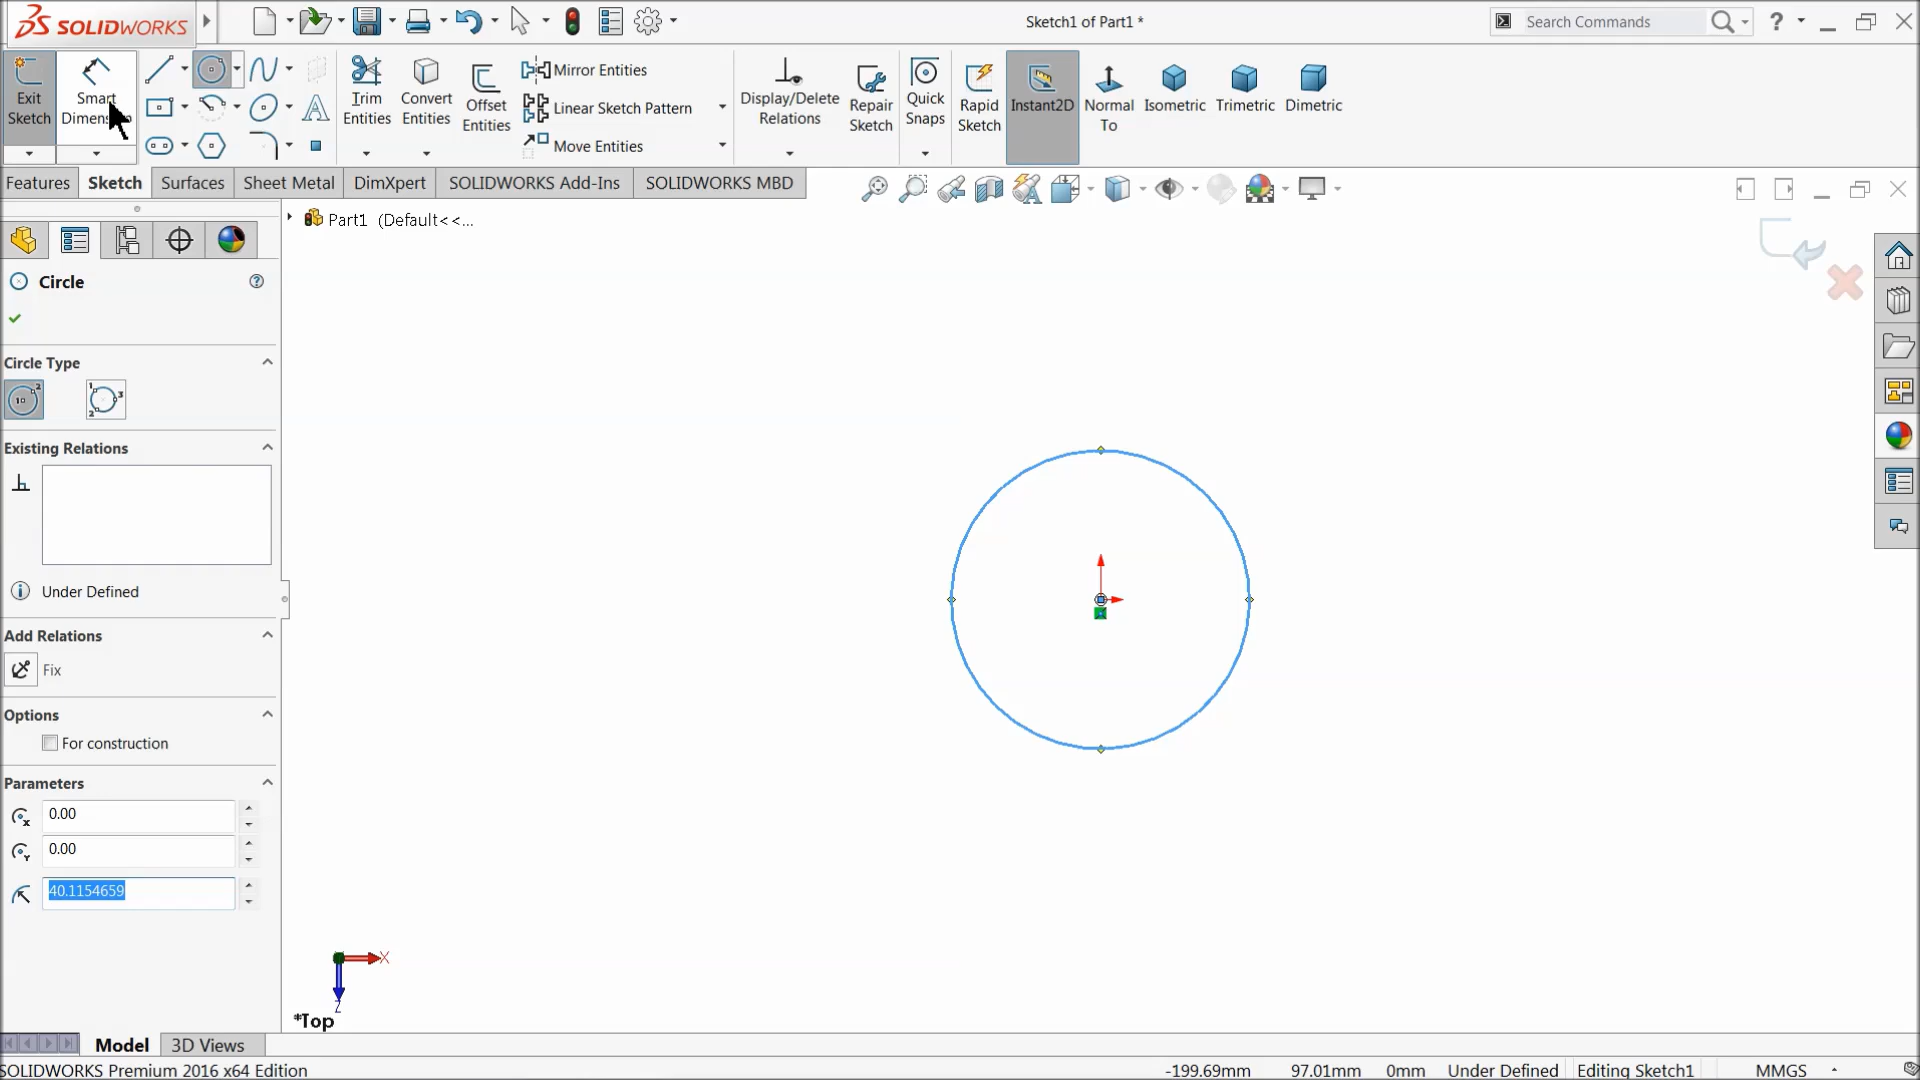 SOLIDWORKS
Sketch1 of Part1 *
Search Commands
Exit Sketch
Smart
Trim Entities
Convert Entities
Offset Entities
Mirror Entities
Linear Sketch Pattern
Move Entities
Display/Delete Relations
Repair Sketch
Quick Snaps
Rapid Sketch
Instant2D
Normal To
Isometric
Trimetric
Dimetric
Features
Sketch
Surfaces
Sheet Metal
DimXpert
SOLIDWORKS Add-Ins
SOLIDWORKS MBD
Part1 (Default<<...
Circle
Circle Type
Existing Relations
Under Defined
Add Relations
Fix
Options
For construction
Parameters
0.00
0.00
40.1154659
X
Z
*Top
Model
3D Views
SOLIDWORKS Premium 2016 x64 Edition
-199.69mm
97.01mm
0mm
Under Defined
Editing Sketch1
MMGS